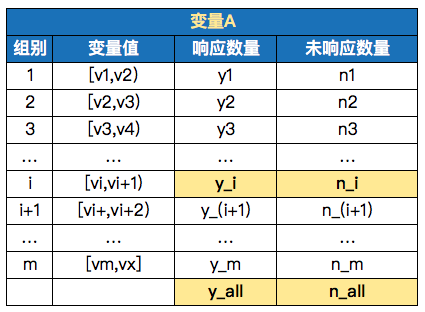 变量A
组别 变量值 响应数量 未响应数量
1 [v1,v2) y1 n1
2 [v2,v3) y2 n2
3 [v3,v4) y3 n3
... ... ... ...
i [vi,vi+1) y_i n_i
i+1 [vi+,vi+2) y_(i+1) n_(i+1)
... ... ... ...
m [vm,vx] y_m n_m
y_all n_all